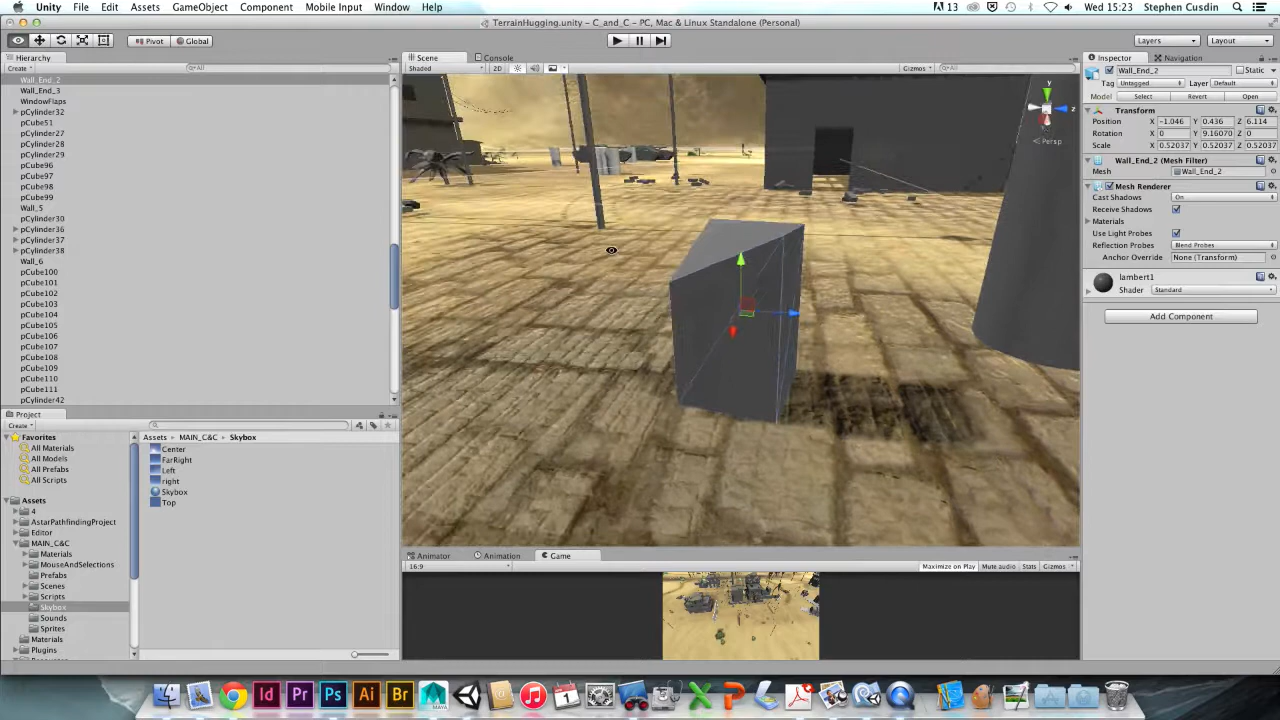 Unity File Edit Assets GameObject Component Mobile Input Window Help 13 Wed 15:23 Stephen Cusdin
TerrainHugging.unity - C_and_C - PC, Mac & Linux Standalone (Personal)
Pivot Global Layers Layout
Hierarchy Scene Console Inspector Navigation
Create All Shaded 2D Gizmos All
Wall_End_2 Static
Tag Untagged Layer Default
Model Select Revert Open
Transform
Position X -1.046 Y 0.436 Z 6.114
Rotation X 0 Y 9.16070 Z 0
Scale X 0.52037 Y 0.52037 Z 0.52037
Wall_End_2 (Mesh Filter)
Mesh Wall_End_2
Mesh Renderer
Cast Shadows On
Receive Shadows
Materials
Use Light Probes
Reflection Probes Blend Probes
Anchor Override None (Transform)
lambert1
Shader Standard
Add Component
Wall_End_2
Wall_End_3
WindowFlaps
pCylinder32
pCube51
pCylinder27
pCylinder28
pCylinder29
pCube96
pCube97
pCube98
pCube99
Wall_5
pCylinder30
pCylinder36
pCylinder37
pCylinder38
Wall_6
pCube100
pCube101
pCube102
pCube103
pCube104
pCube105
pCube106
pCube107
pCube108
pCube109
pCube110
pCube111
pCylinder42
y
z
Persp
Project
Create
Favorites
All Materials
All Models
All Prefabs
All Scripts
Assets
4
AstarPathfindingProject
Editor
MAIN_C&C
Materials
MouseAndSelections
Prefabs
Scenes
Scripts
Skybox
Sounds
Sprites
Materials
Plugins
Assets MAIN_C&C Skybox
Center
FarRight
Left
right
Skybox
Top
Animator Animation Game
16:9 Maximize on Play Mute audio Stats Gizmos
Id Pr Ps Ai Br MAYA 1